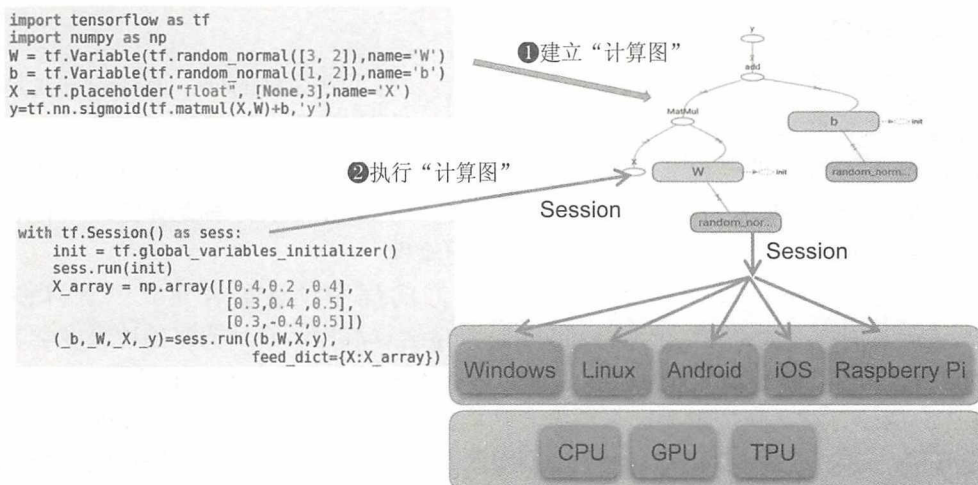 import tensorflow as tf
import numpy as np
W = tf.Variable(tf.random_normal([3, 2]),name='W')
b = tf.Variable(tf.random_normal([1, 2]),name='b')
X = tf.placeholder("float", [None,3],name='X')
y=tf.nn.sigmoid(tf.matmul(X,W)+b,'y')
❶建立“计算图”
y
add
MatMul
b
init
X
W
init
random_norm...
random_nor...
❷执行“计算图”
Session
with tf.Session() as sess:
init = tf.global_variables_initializer()
sess.run(init)
X_array = np.array([[0.4,0.2 ,0.4],
[0.3,0.4 ,0.5],
[0.3,-0.4,0.5]])
(_b,_W,_X,_y)=sess.run((b,W,X,y),
feed_dict={X:X_array})
Session
Windows
Linux
Android
iOS
Raspberry Pi
CPU
GPU
TPU